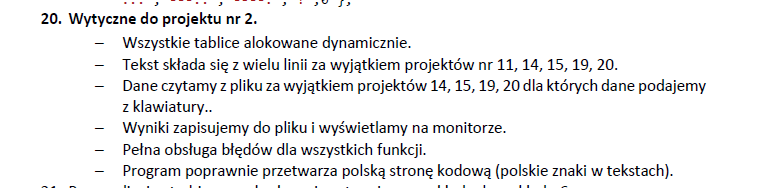 20. Wytyczne do projektu nr 2.
– Wszystkie tablice alokowane dynamicznie.
– Tekst składa się z wielu linii za wyjątkiem projektów nr 11, 14, 15, 19, 20.
– Dane czytamy z pliku za wyjątkiem projektów 14, 15, 19, 20 dla których dane podajemy
z klawiatury..
– Wyniki zapisujemy do pliku i wyświetlamy na monitorze.
– Pełna obsługa błędów dla wszystkich funkcji.
– Program poprawnie przetwarza polską stronę kodową (polskie znaki w tekstach).